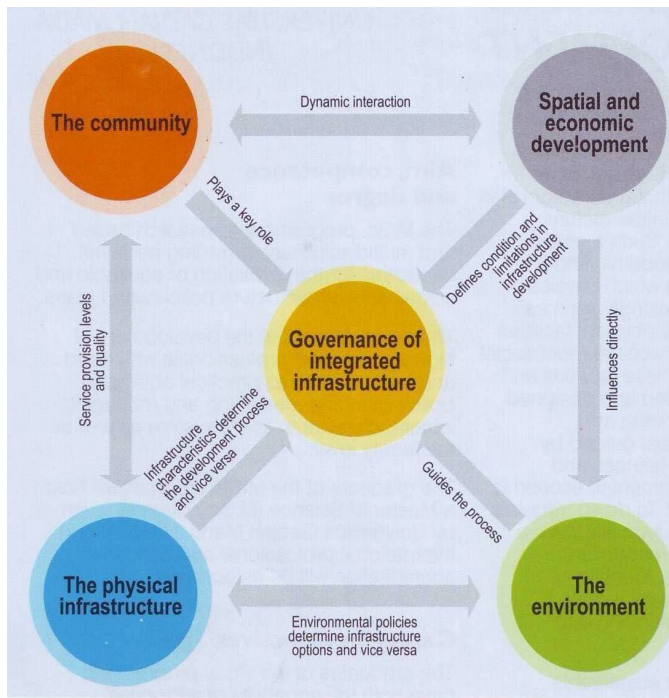 The community
Dynamic interaction
Spatial and
economic
development
Plays a key role
Defines condition and
limitations in
infrastructure
development
Governance of
integrated
infrastructure
Service provision levels
and quality
Influences directly
Infrastructure
characteristics determine
the development process
and vice versa
Guides the process
The physical
infrastructure
The
environment
Environmental policies
determine infrastructure
options and vice versa